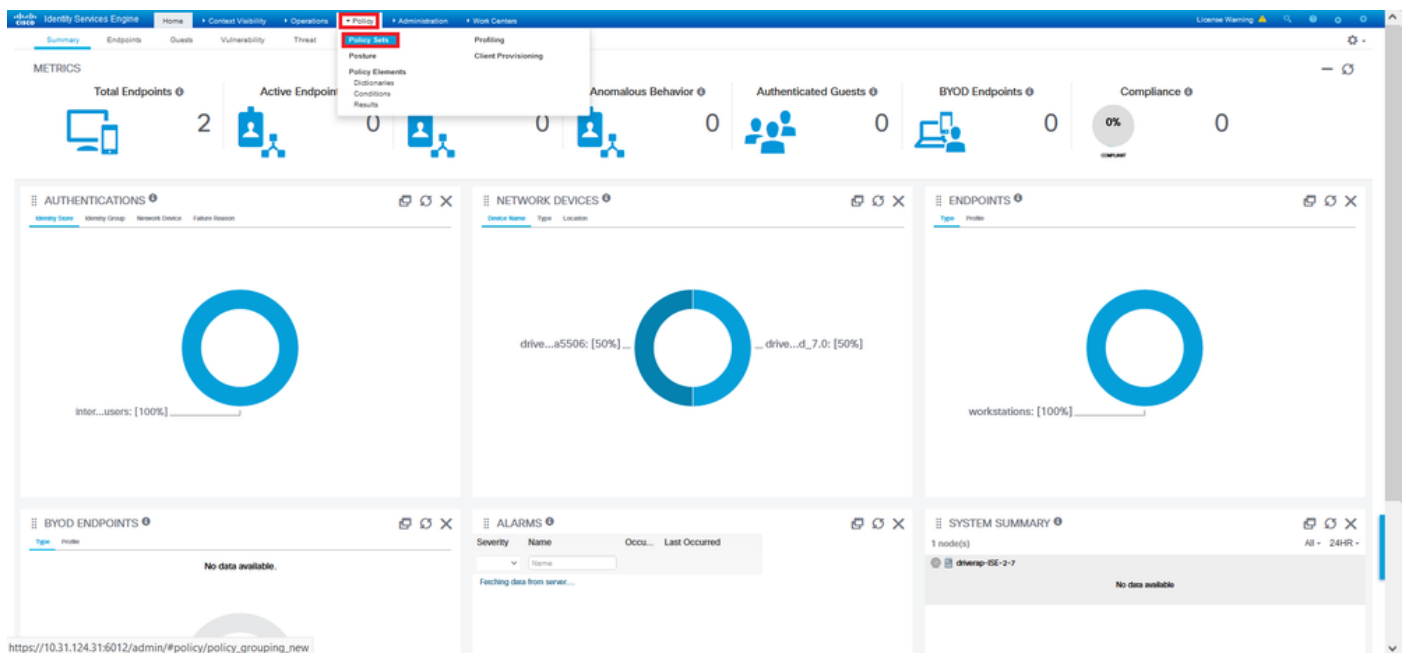 cisco Identity Services Engine Home Context Visibility Operations Policy Administration Work Centers License Warning
Summary Endpoints Guests Vulnerability Threat
Policy Sets Profiling
Posture Client Provisioning
Policy Elements
Dictionaries
Conditions
Results
METRICS
Total Endpoints Active Endpoint Anomalous Behavior Authenticated Guests BYOD Endpoints Compliance
2 0 0 0 0 0 0% 0
COMPLIANT
AUTHENTICATIONS
Identity Store Identity Group Network Device Failure Reason
inter...users: [100%]
NETWORK DEVICES
Device Name Type Location
drive...a5506: [50%] drive...d_7.0: [50%]
ENDPOINTS
Type Profile
workstations: [100%]
BYOD ENDPOINTS
Type Profile
No data available.
ALARMS
Severity Name Occu... Last Occurred
Name
Fetching data from server....
SYSTEM SUMMARY
1 node(s) All 24HR
driverap-ISE-2-7
No data available
https://10.31.124.31:6012/admin/#policy/policy_grouping_new